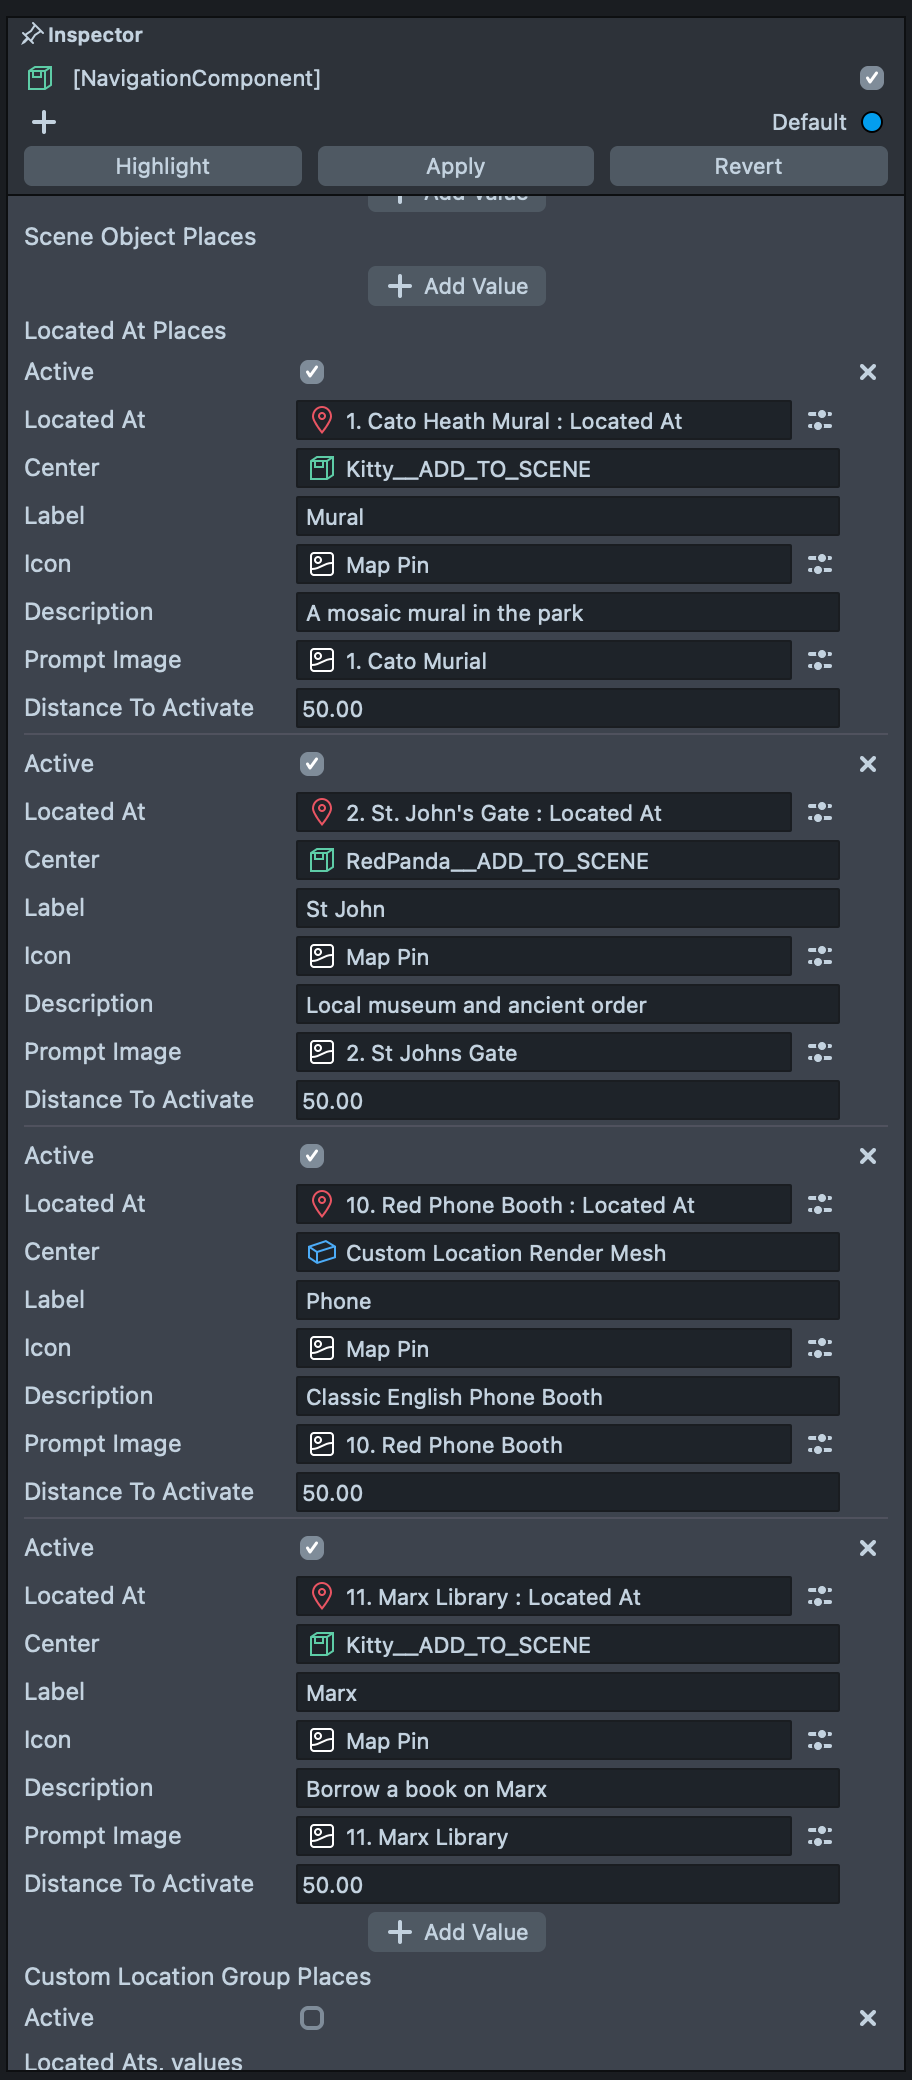 Inspector
[NavigationComponent]
Default
Highlight Apply Revert
Add Value
Scene Object Places
Add Value
Located At Places
Active
Located At 1. Cato Heath Mural : Located At
Center Kitty__ADD_TO_SCENE
Label Mural
Icon Map Pin
Description A mosaic mural in the park
Prompt Image 1. Cato Murial
Distance To Activate 50.00
Active
Located At 2. St. John's Gate : Located At
Center RedPanda__ADD_TO_SCENE
Label St John
Icon Map Pin
Description Local museum and ancient order
Prompt Image 2. St Johns Gate
Distance To Activate 50.00
Active
Located At 10. Red Phone Booth : Located At
Center Custom Location Render Mesh
Label Phone
Icon Map Pin
Description Classic English Phone Booth
Prompt Image 10. Red Phone Booth
Distance To Activate 50.00
Active
Located At 11. Marx Library : Located At
Center Kitty__ADD_TO_SCENE
Label Marx
Icon Map Pin
Description Borrow a book on Marx
Prompt Image 11. Marx Library
Distance To Activate 50.00
Add Value
Custom Location Group Places
Active
Located Ats. values